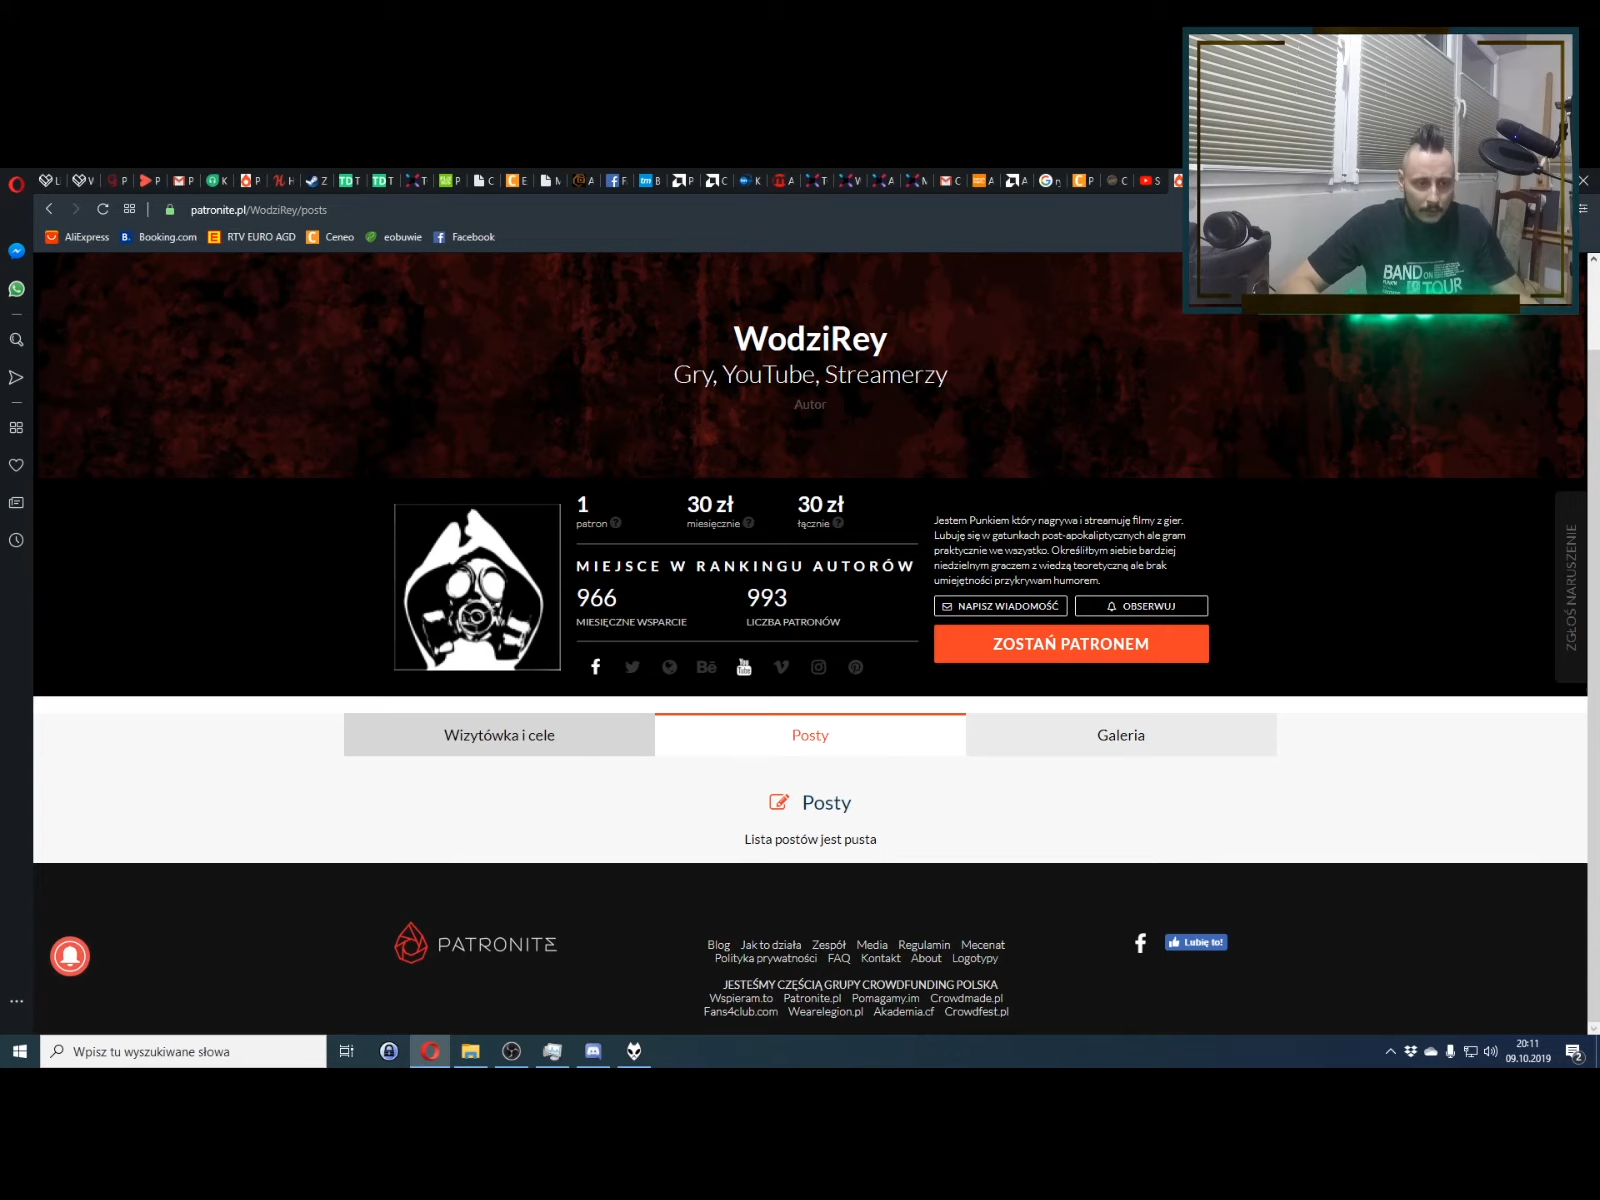 patronite.pl/WodziRey/posts
AliExpress B. Booking.com E RTV EURO AGD C Ceneo eobuwie Facebook
BAND ON TOUR
WodziRey
Gry, YouTube, Streamerzy
Autor
1 30 zł 30 zł
patron ? miesięcznie ? łącznie ?
MIEJSCE W RANKINGU AUTORÓW
966 993
MIESIĘCZNE WSPARCIE LICZBA PATRONÓW
Jestem Punkiem który nagrywa i streamuję filmy z gier.
Lubuję się w gatunkach post-apokaliptycznych ale gram
praktycznie we wszystko. Określiłbym siebie bardziej
niedzielnym graczem z wiedzą teoretyczną ale brak
umiejętności przykrywam humorem.
NAPISZ WIADOMOŚĆ OBSERWUJ
ZOSTAŃ PATRONEM
ZGŁOŚ NARUSZENIE
Wizytówka i cele Posty Galeria
Posty
Lista postów jest pusta
PATRONITE
Blog Jak to działa Zespół Media Regulamin Mecenat
Polityka prywatności FAQ Kontakt About Logotypy
JESTEŚMY CZĘŚCIĄ GRUPY CROWDFUNDING POLSKA
Wspieram.to Patronite.pl Pomagamy.im Crowdmade.pl
Fans4club.com Wearelegion.pl Akademia.cf Crowdfest.pl
Lubię to!
Wpisz tu wyszukiwane słowa
20:11
09.10.2019
2